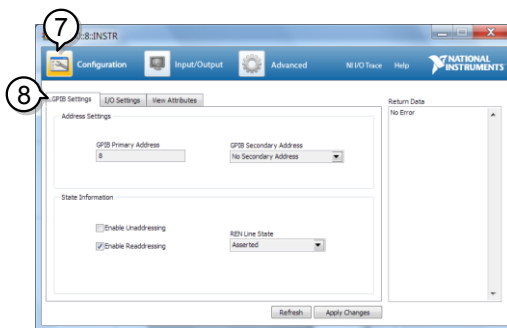 7
::8::INSTR
Configuration Input/Output Advanced NI I/O Trace Help NATIONAL INSTRUMENTS
8
GPIB Settings I/O Settings View Attributes Return Data
Address Settings No Error
GPIB Primary Address GPIB Secondary Address
8 No Secondary Address
State Information
Enable Unaddressing
REN Line State
Enable Readdressing Asserted
Refresh Apply Changes